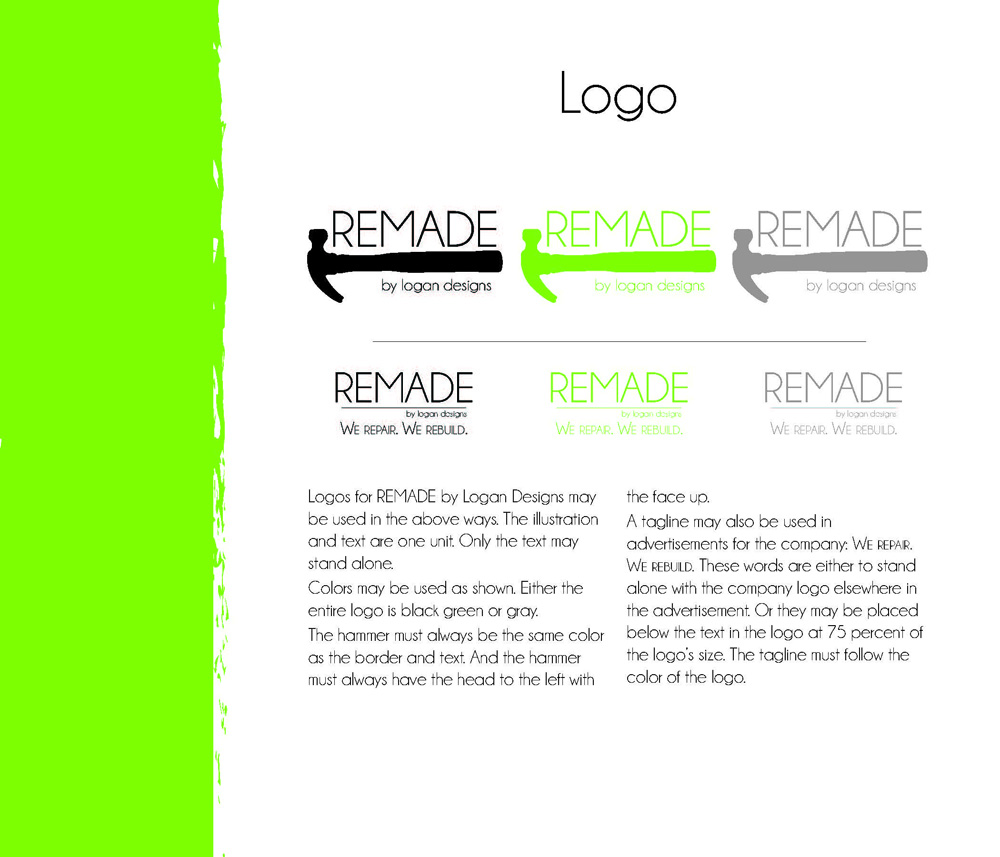 Logo
REMADE
by logan designs
REMADE
by logan designs
REMADE
by logan designs
REMADE
by logan designs
WE REPAIR. WE REBUILD.
REMADE
by logan designs
WE REPAIR. WE REBUILD.
REMADE
by logan designs
WE REPAIR. WE REBUILD.
Logos for REMADE by Logan Designs may
be used in the above ways. The illustration
and text are one unit. Only the text may
stand alone.
Colors may be used as shown. Either the
entire logo is black green or gray.
The hammer must always be the same color
as the border and text. And the hammer
must always have the head to the left with
the face up.
A tagline may also be used in
advertisements for the company: WE REPAIR.
WE REBUILD. These words are either to stand
alone with the company logo elsewhere in
the advertisement. Or they may be placed
below the text in the logo at 75 percent of
the logo's size. The tagline must follow the
color of the logo.